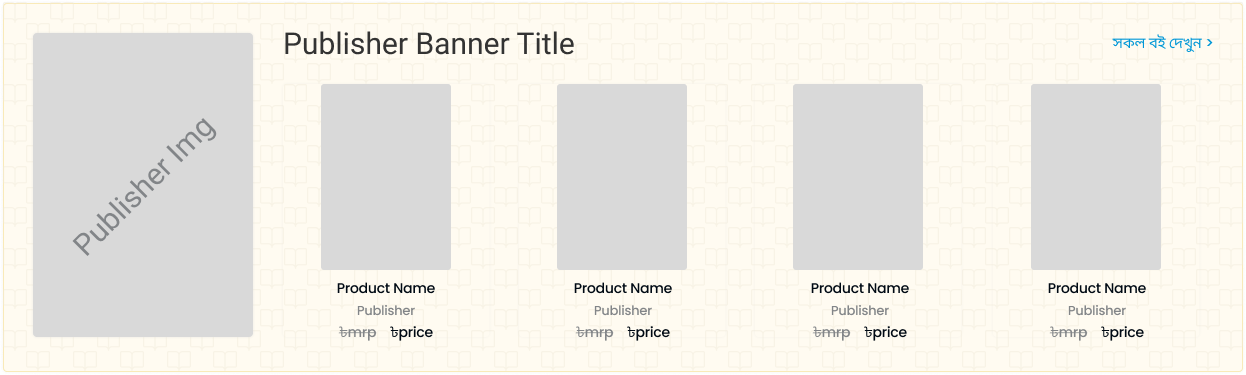 Publisher Img
Publisher Banner Title
সকল বই দেখুন >
Product Name
Publisher
৳mrp ৳price
Product Name
Publisher
৳mrp ৳price
Product Name
Publisher
৳mrp ৳price
Product Name
Publisher
৳mrp ৳price